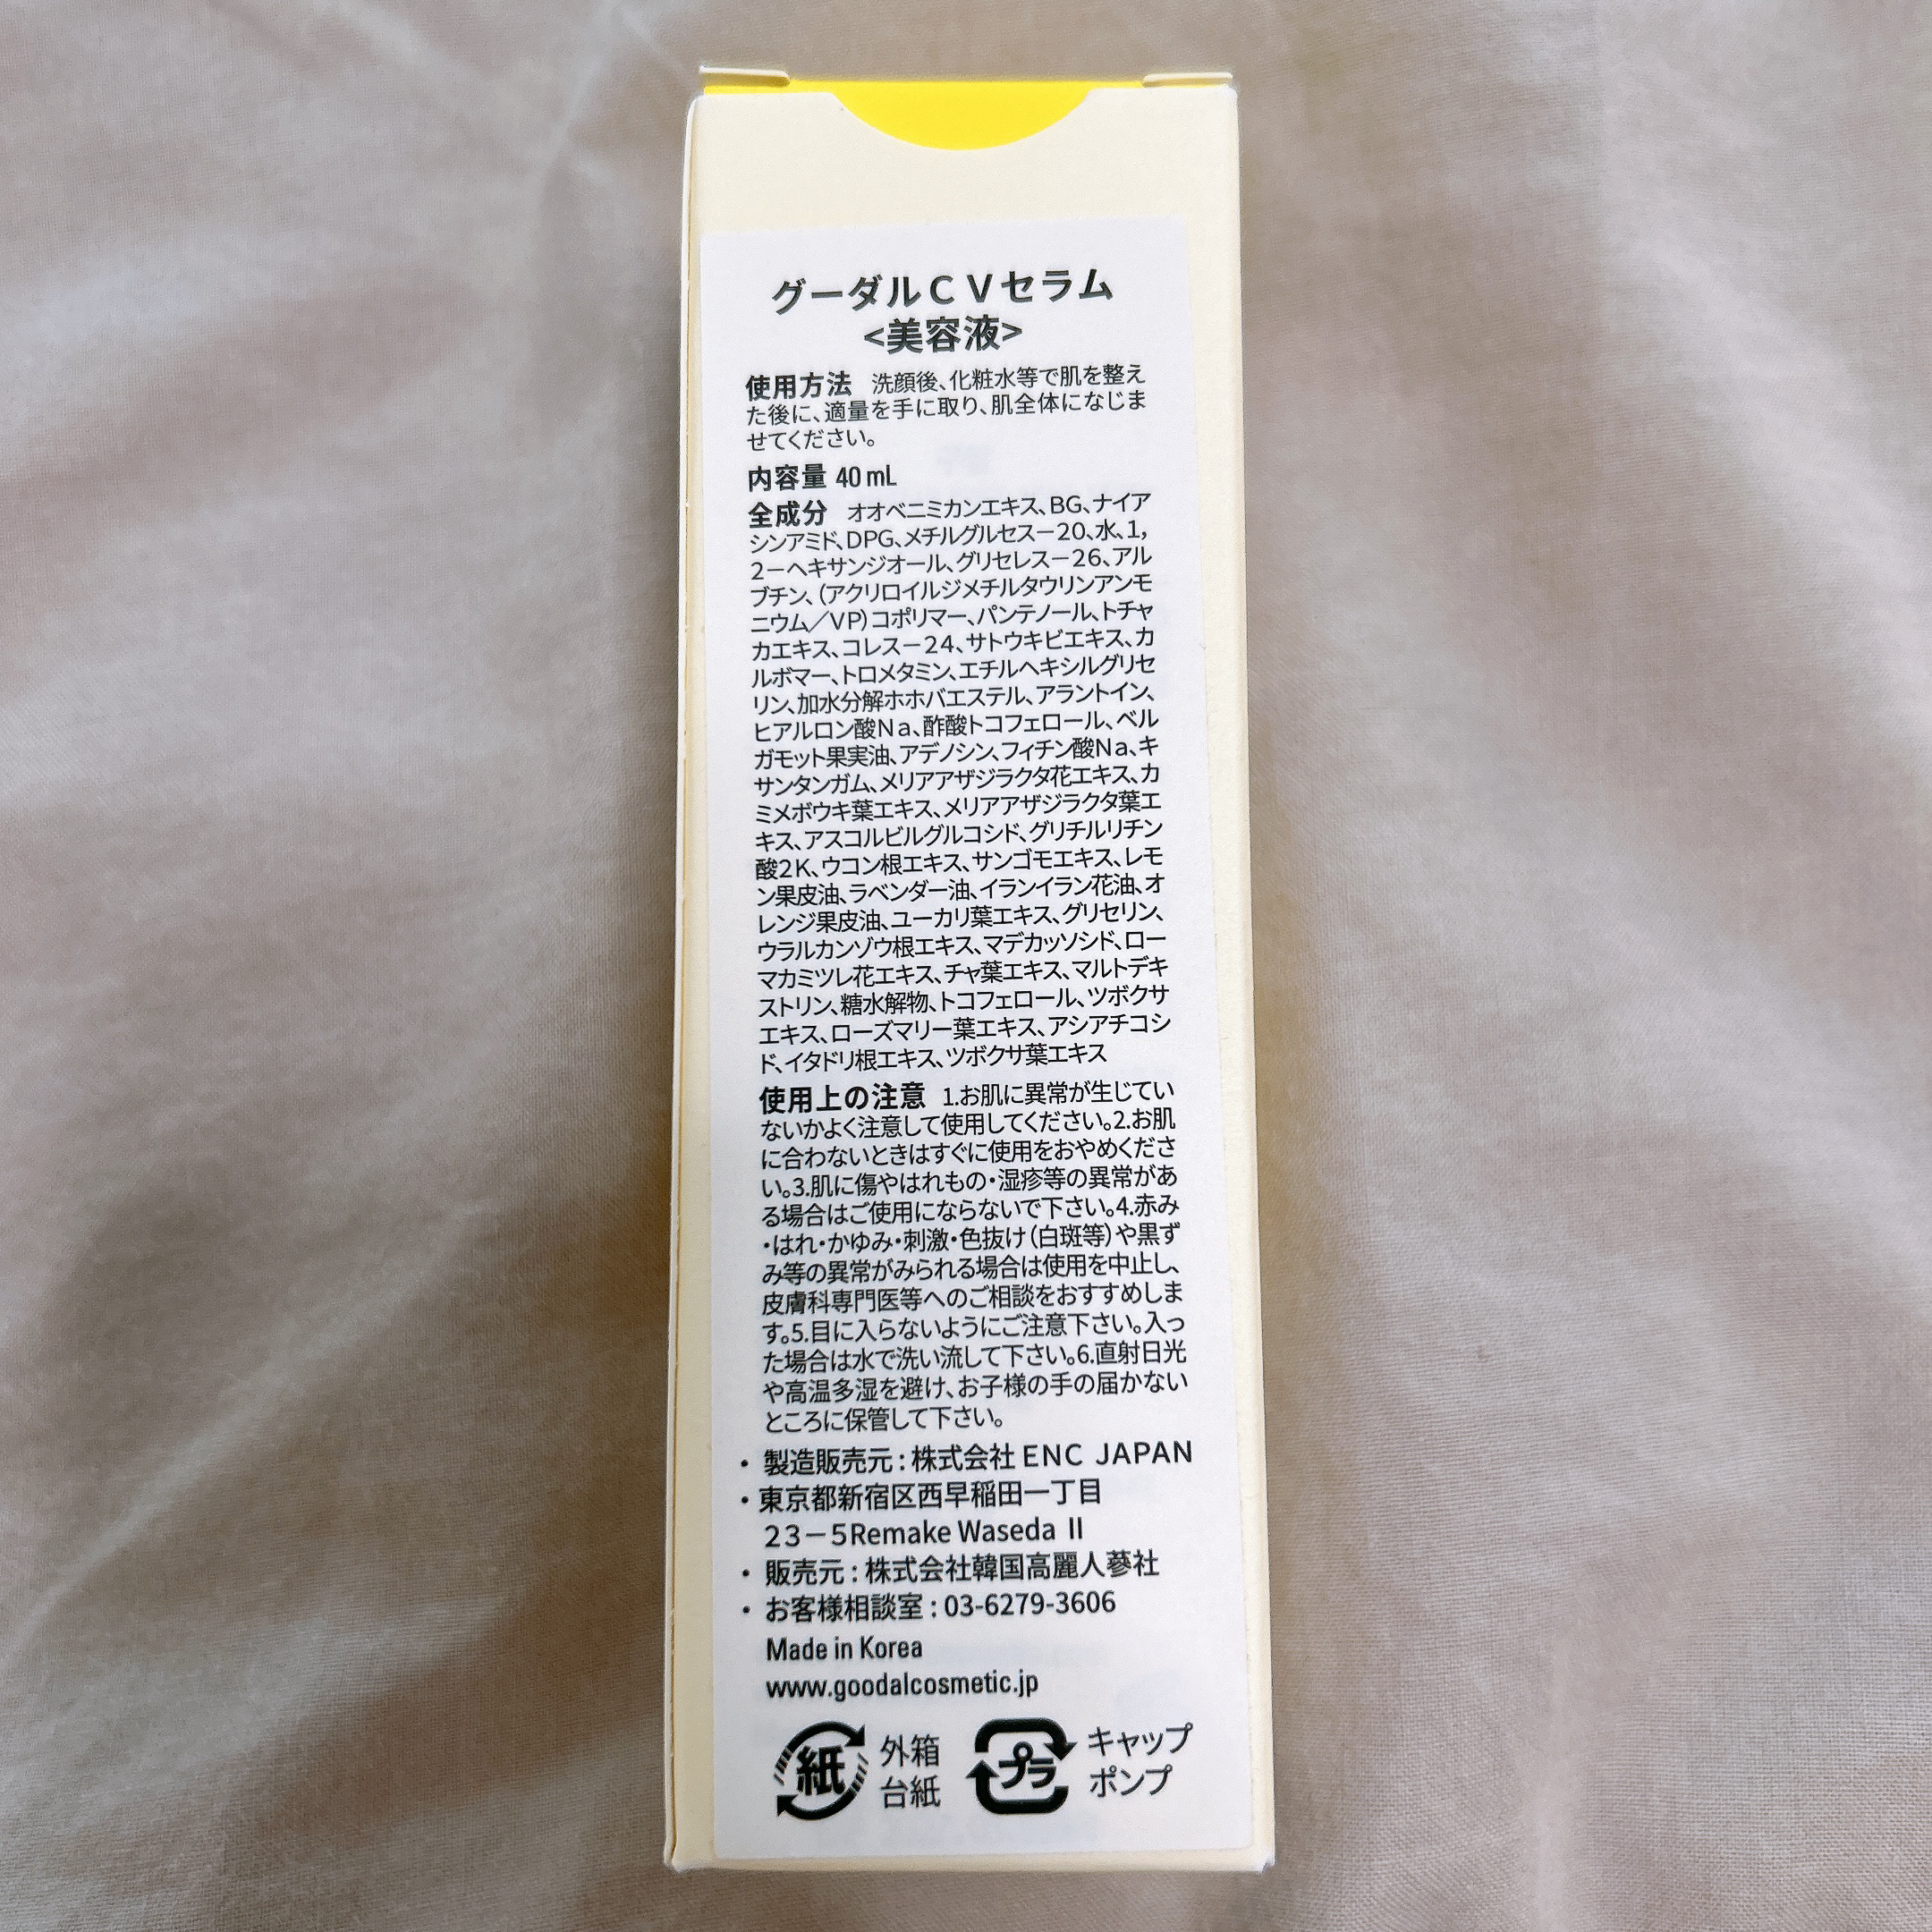 グーダルＣＶセラム
<美容液>
使用方法 洗顔後、化粧水等で肌を整え
た後に、適量を手に取り、肌全体になじま
せてください。
内容量 40 mL
全成分 オオベニミカンエキス、BG、ナイア
シンアミド、DPG、メチルグルセスー20、水、1,
2ーヘキサンジオール、グリセレスー26、アル
ブチン、(アクリロイルジメチルタウリンアンモ
ニウム／VP)コポリマー、パンテノール、トチャ
カエキス、コレスー24、サトウキビエキス、カ
ルボマー、トロメタミン、エチルヘキシルグリセ
リン、加水分解ホホバエステル、アラントイン、
ヒアルロン酸Na、酢酸トコフェロール、ベル
ガモット果実油、アデノシン、フィチン酸Na、キ
サンタンガム、メリアアザジラクタ花エキス、カ
ミメボウキ葉エキス、メリアアザジラクタ葉エ
キス、アスコルビルグルコシド、グリチルリチン
酸2K、ウコン根エキス、サンゴモエキス、レモ
ン果皮油、ラベンダー油、イランイラン花油、オ
レンジ果皮油、ユーカリ葉エキス、グリセリン、
ウラルカンゾウ根エキス、マデカッソシド、ロー
マカミツレ花エキス、チャ葉エキス、マルトデキ
ストリン、糖水解物、トコフェロール、ツボクサ
エキス、ローズマリー葉エキス、アシアチコシ
ド、イタドリ根エキス、ツボクサ葉エキス
使用上の注意 1.お肌に異常が生じてい
ないかよく注意して使用してください。2.お肌
に合わないときはすぐに使用をおやめくださ
い。3.肌に傷やはれもの・湿疹等の異常があ
る場合はご使用にならないで下さい。4.赤み
・はれ・かゆみ・刺激・色抜け(白斑等)や黒ず
み等の異常がみられる場合は使用を中止し、
皮膚科専門医等へのご相談をおすすめしま
す。5.目に入らないようにご注意下さい。入っ
た場合は水で洗い流して下さい。6.直射日光
や高温多湿を避け、お子様の手の届かない
ところに保管して下さい。
・製造販売元：株式会社 ENC JAPAN
・東京都新宿区西早稲田一丁目
23－5Remake Waseda Ⅱ
・販売元：株式会社韓国高麗人蔘社
・お客様相談室：03-6279-3606
Made in Korea
www.goodalcosmetic.jp
紙 外箱
台紙
プラ キャップ
ポンプ